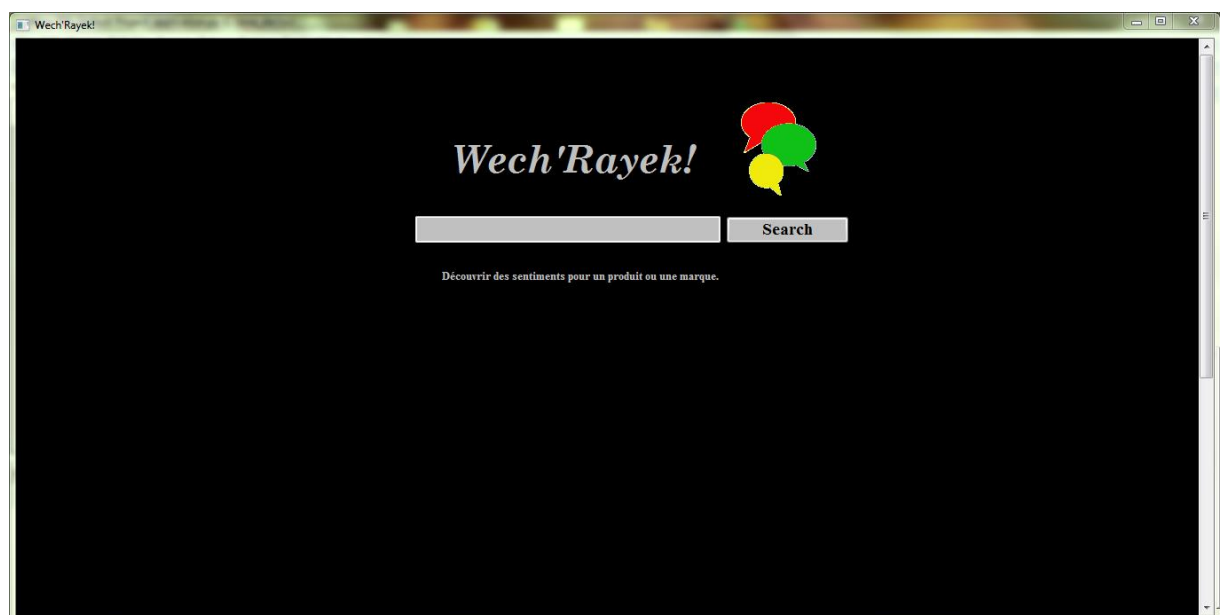 Wech'Rayek!
Wech'Rayek!
Search
Découvrir des sentiments pour un produit ou une marque.